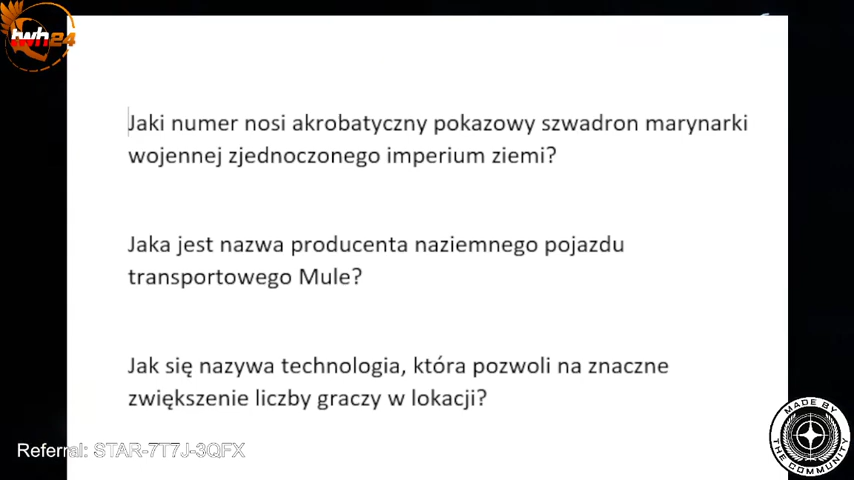 twh24
Jaki numer nosi akrobatyczny pokazowy szwadron marynarki
wojennej zjednoczonego imperium ziemi?
Jaka jest nazwa producenta naziemnego pojazdu
transportowego Mule?
Jak się nazywa technologia, która pozwoli na znaczne
zwiększenie liczby graczy w lokacji?
Referral: STAR-7T7J-3QFX
MADE BY
THE COMMUNITY